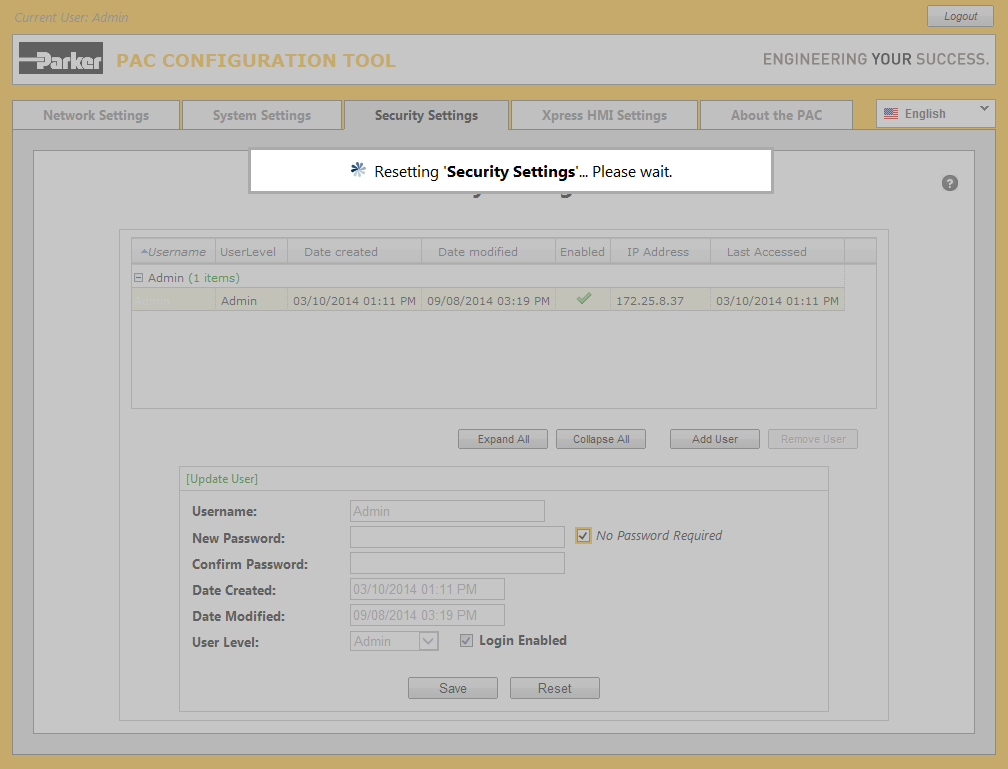 Current User: Admin
Logout
Parker PAC CONFIGURATION TOOL ENGINEERING YOUR SUCCESS.
Network Settings System Settings Security Settings Xpress HMI Settings About the PAC English
Resetting 'Security Settings'... Please wait.
?
Username UserLevel Date created Date modified Enabled IP Address Last Accessed
Admin (1 items)
Admin 03/10/2014 01:11 PM 09/08/2014 03:19 PM 172.25.8.37 03/10/2014 01:11 PM
Expand All Collapse All Add User Remove User
[Update User]
Username: Admin
New Password: No Password Required
Confirm Password:
Date Created: 03/10/2014 01:11 PM
Date Modified: 09/08/2014 03:19 PM
User Level: Admin Login Enabled
Save Reset